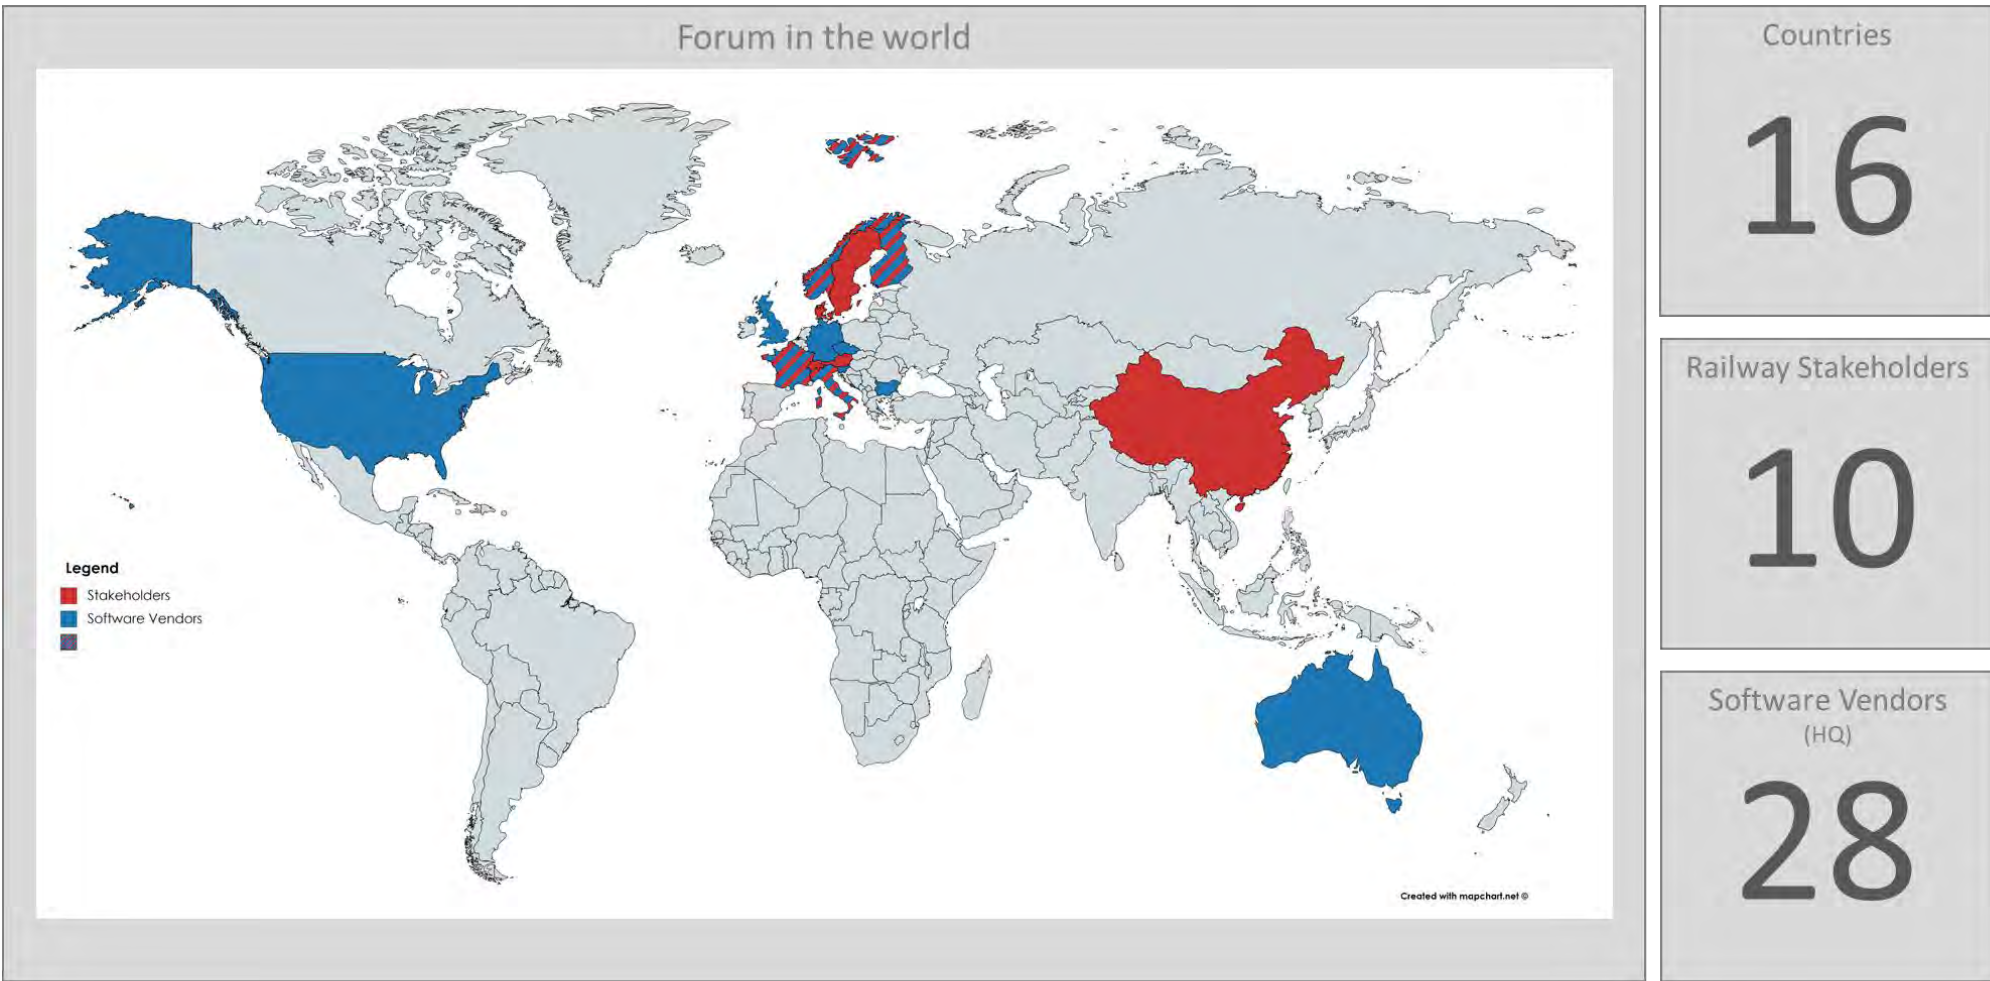 Forum in the world
Legend
Stakeholders
Software Vendors
Created with mapchart.net ©
Countries
16
Railway Stakeholders
10
Software Vendors
(HQ)
28